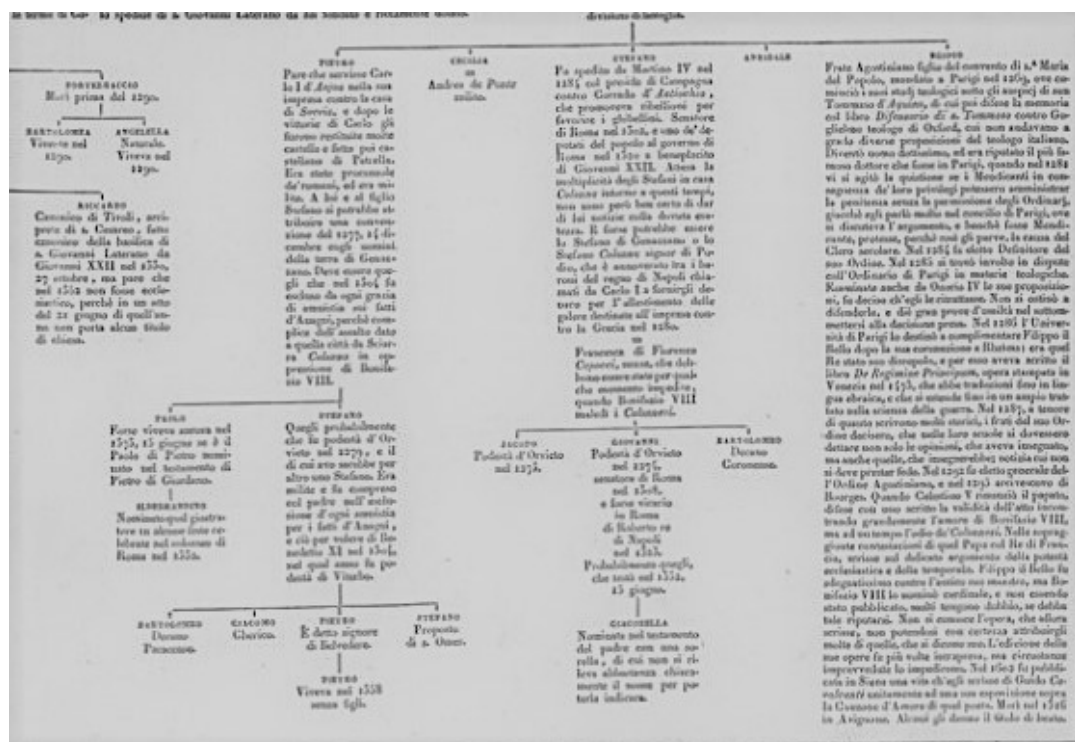 PIETRO
Pare che servisse Carlo I d'Anjou nella sua
impresa contro la casa
di Svevia, e dopo le
vittorie di Carlo gli
furono restituite molte
castella e fatto poi castellano
di Petrella.
Era stato proconsole
de' romani, ed era milite.
A lui e al figlio
Stefano si potrebbe attribuire
una convenzione
del 1277, 14 dicembre
cogli uomini
della terra di Genazzano.
Deve essere quegli
che nel 1304 fu
escluso da ogni grazia
di amnistia sui fatti
d'Anagni, perchè complice
dell'assalto dato
a quella città da Sciarra
Colonna in oppressione
di Bonifazio
VIII.
CECILIA
in
Andrea de Ponte
milite.
STEFANO
Fu spedito da Martino IV nel
1284 col preside di Campagna
contro Corrado d'Antiochia,
che promoveva ribellioni per
favorire i ghibellini. Senatore
di Roma nel 1302, e uno de' deputati
del popolo al governo di
Roma nel 1320 a beneplacito
di Giovanni XXII. Attesa la
moltiplicità degli Stefani in casa
Colonna intorno a questi tempi,
non sono però ben certo di dar
di lui notizie colla dovuta esattezza.
E forse potrebbe essere
lo Stefano di Genazzano o lo
Stefano Colonna signor di
che è annoverato tra i baroni
del regno di Napoli chiamati
da Carlo I a fornirgli denaro
per l'allestimento delle
galere destinate all'impresa contro
la Grecia nel 1280.
in
Francesca di Fiorenzo
Capocci, senza, che debbono
essere state per qualche
momento impedite,
quando Bonifazio VIII
maledì i Colonnesi.
ANNIBALE
EGIDIO
Frate Agostiniano figlio del convento di s.ª Maria
del Popolo, mandato a Parigi nel 1269, ove cominciò
i suoi studj teologici sotto gli auspicj di san
Tommaso d'Aquino, di cui poi difese la memoria
col libro Difensorio di s. Tommaso contro Guglielmo
teologo di Oxford, cui non andavano a
grado diverse proposizioni del teologo italiano.
Diventò uomo dottissimo, ed era riputato il più famoso
dottore che fosse in Parigi, quando nel 1281
vi si agitò la quistione se i Mendicanti in conseguenza
de' loro privilegi potessero amministrar
la penitenza senza la permissione degli Ordinarj,
giacchè egli parlò molto nel concilio di Parigi, ove
si discuteva l'argomento, e benchè fosse Mendicante,
protesse, perchè così gli parve, la causa del
Clero secolare. Nel 1285 fu eletto Definitore del
suo Ordine. Nel 1285 si trovò involto in dispute
coll'Ordinario di Parigi in materie teologiche.
Esaminate anche da Onorio IV le sue proposizioni,
fu deciso ch'egli le ritrattasse. Non si ostinò a
difenderle, e diè gran prove d'umiltà nel sottomettersi
alla decisione presa. Nel 1286 l'Università
di Parigi lo destinò a complimentare Filippo il
Bello dopo la sua coronazione a Rheims; era quel
Re stato suo discepolo, e per esso aveva scritto il
libro De Regimine Principum, opera stampata in
Venezia nel 1473, che ebbe traduzioni fino in lingua
ebraica, e che si estende fino in un ampio trattato
sulla scienza della guerra. Nel 1287, a tenore
di quanto scrivono molti storici, i frati del suo Ordine
decisero, che nelle loro scuole si dovessero
dettare non solo le opinioni, che aveva insegnato,
ma anche quelle, che insegnerebbe; notizia cui non
si deve prestar fede. Nel 1292 fu eletto generale dell'Ordine
Agostiniano, e nel 1295 arcivescovo di
Bourges. Quando Celestino V rinunziò il papato,
difese con uno scritto la validità dell'atto incontrando
grandemente l'amore di Bonifazio VIII,
ma ad un tempo l'odio de' Colonnesi. Nelle sopraggiunte
contestazioni di quel Papa col Re di Francia,
scrisse sul delicato argomento della potestà
ecclesiastica e della temporale. Filippo il Bello fu
sdegnatissimo contro l'antico suo maestro, ma Bonifazio
VIII lo nominò cardinale, e non essendo
stato pubblicato, molti tengono dubbio, se debba
tale riputarsi. Non si conosce l'opera, che allora
scrisse, non potendosi con certezza attribuirgli
molte di quelle, che si dicono sue. L'edizione delle
sue opere fu più volte intrapresa, ma circostanze
imprevedute lo impedirono. Nel 1602 fu pubblicata
in Siena una vita ch'egli scrisse di Guido Cavalcanti
unitamente ad una sua esposizione sopra
la Canzone d'Amore di quel poeta. Morì nel 1316
in Avignone. Alcuni gli danno il titolo di beato.
Morì prima del 1290.
BARTOLOMEA
Vivente nel
1290.
ANGELELLA
Naturale.
Viveva nel
1290.
RICCARDO
Canonico di Tivoli, arciprete
di s. Cesareo, fatto
canonico della basilica di
s. Giovanni Laterano da
Giovanni XXII nel 1330,
27 ottobre, ma pare che
nel 1352 non fosse ecclesiastico,
perchè in un atto
del 21 giugno di quell'anno
non porta alcun titolo
di chiesa.
PAOLO
Forse viveva ancora nel
1373, 15 giugno se è il
Paolo di Pietro nominato
nel testamento di
Pietro di Giordano.
ILDEBRANDINO
Nominato qual giostratore
in alcune feste celebrate
nel colosseo di
Roma nel 1332.
STEFANO
Quegli probabilmente
che fu podestà d'Orvieto
nel 1279, e il
di cui avo sarebbe per
altro uno Stefano. Era
milite e fu compreso
col padre nell'esclusione
d'ogni amnistia
per i fatti d'Anagni,
e ciò per volere di Benedetto
XI nel 1304,
nel qual anno fu podestà
di Viterbo.
BARTOLOMEO
Decano
GIACOMO
Cherico.
PIETRO
È detto signore
di Belvedere.
STEFANO
Proposto
di s. Omer.
PIETRO
Viveva nel 1358
senza figli.
JACOPO
Podestà d'Orvieto
nel 1275.
GIOVANNI
Podestà d'Orvieto
nel 1275,
senatore di Roma
nel 1308,
e forse vicario
in Roma
di Roberto re
di Napoli
nel 1313.
Probabilmente quegli,
che testò nel 1332,
15 giugno.
BARTOLOMEO
Decano
GIACOBELLA
Nominata nel testamento
del padre con una sorella,
di cui non si rileva
abbastanza chiaramente
il nome per poterla
indicare.